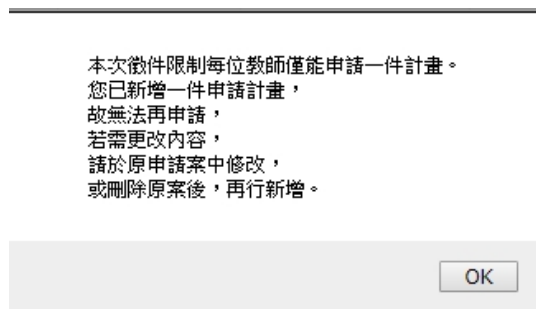 本次徵件限制每位教師僅能申請一件計畫。
您已新增一件申請計畫，
故無法再申請，
若需更改內容，
請於原申請案中修改，
或刪除原案後，再行新增。
OK